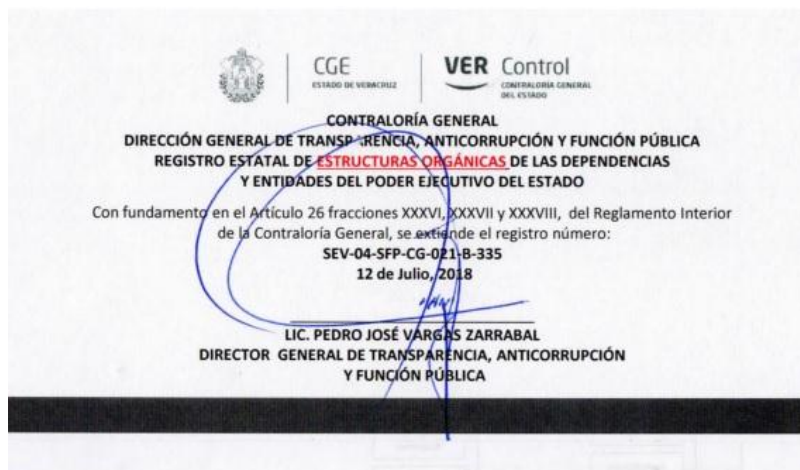 CGE
ESTADO DE VERACRUZ
VER Control
CONTRALORÍA GENERAL
DEL ESTADO
CONTRALORÍA GENERAL
DIRECCIÓN GENERAL DE TRANSP RENCIA, ANTICORRUPCIÓN Y FUNCIÓN PÚBLICA
REGISTRO ESTATAL DE ESTRUCTURAS ORGÁNICAS DE LAS DEPENDENCIAS
Y ENTIDADES DEL PODER EJECUTIVO DEL ESTADO
Con fundamento en el Artículo 26 fracciones XXXVI, XXXVII y XXXVIII, del Reglamento Interior
de la Contraloría General, se extiende el registro número:
SEV-04-SFP-CG-021-B-335
12 de Julio, 2018
LIC. PEDRO JOSÉ VARGAS ZARRABAL
DIRECTOR GENERAL DE TRANSPARENCIA, ANTICORRUPCIÓN
Y FUNCIÓN PÚBLICA